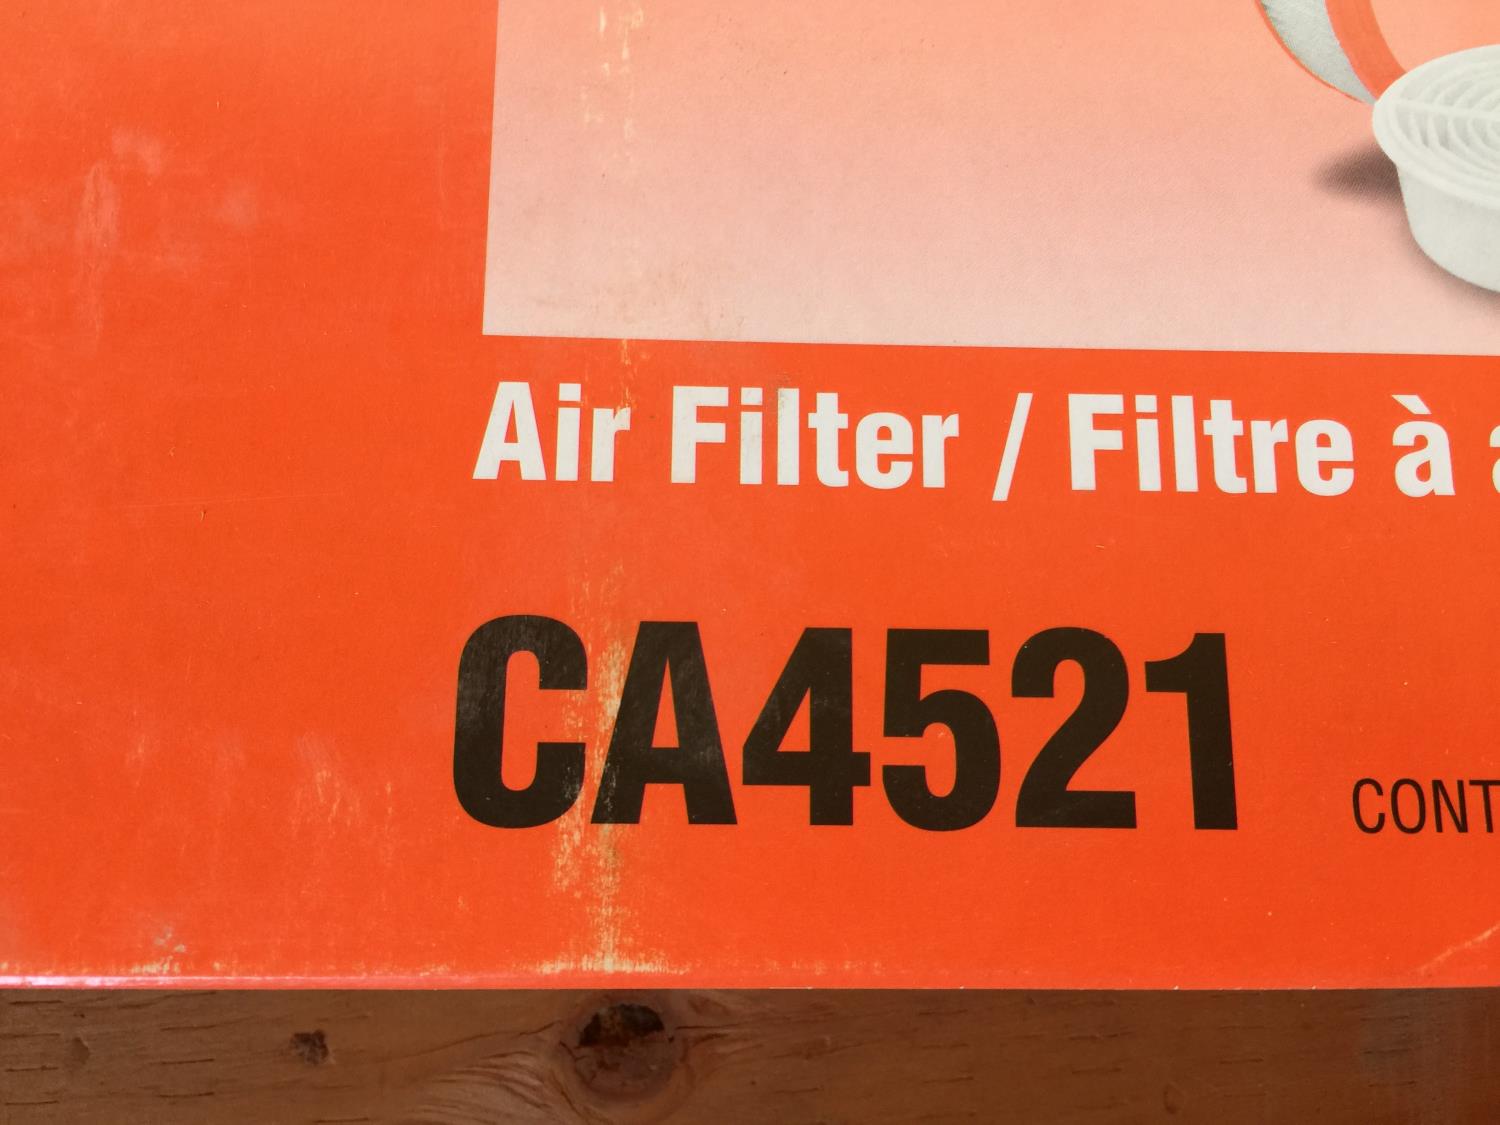 Air Filter / Filtre à
CA4521
CONT